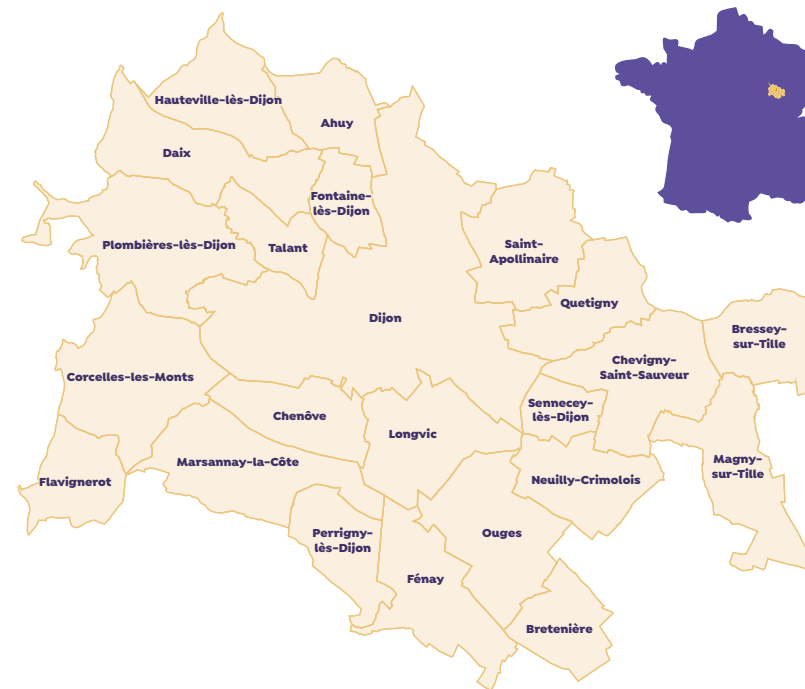 Hauteville-lès-Dijon
Ahuy
Daix
Fontaine-
lès-Dijon
Plombières-lès-Dijon
Talant
Saint-
Apollinaire
Quetigny
Dijon
Bressey-
sur-Tille
Chevigny-
Saint-Sauveur
Corcelles-les-Monts
Sennecey-
lès-Dijon
Chenôve
Longvic
Marsannay-la-Côte
Magny-
sur-Tille
Flavignerot
Neuilly-Crimolois
Perrigny-
lès-Dijon
Ouges
Fénay
Bretenière